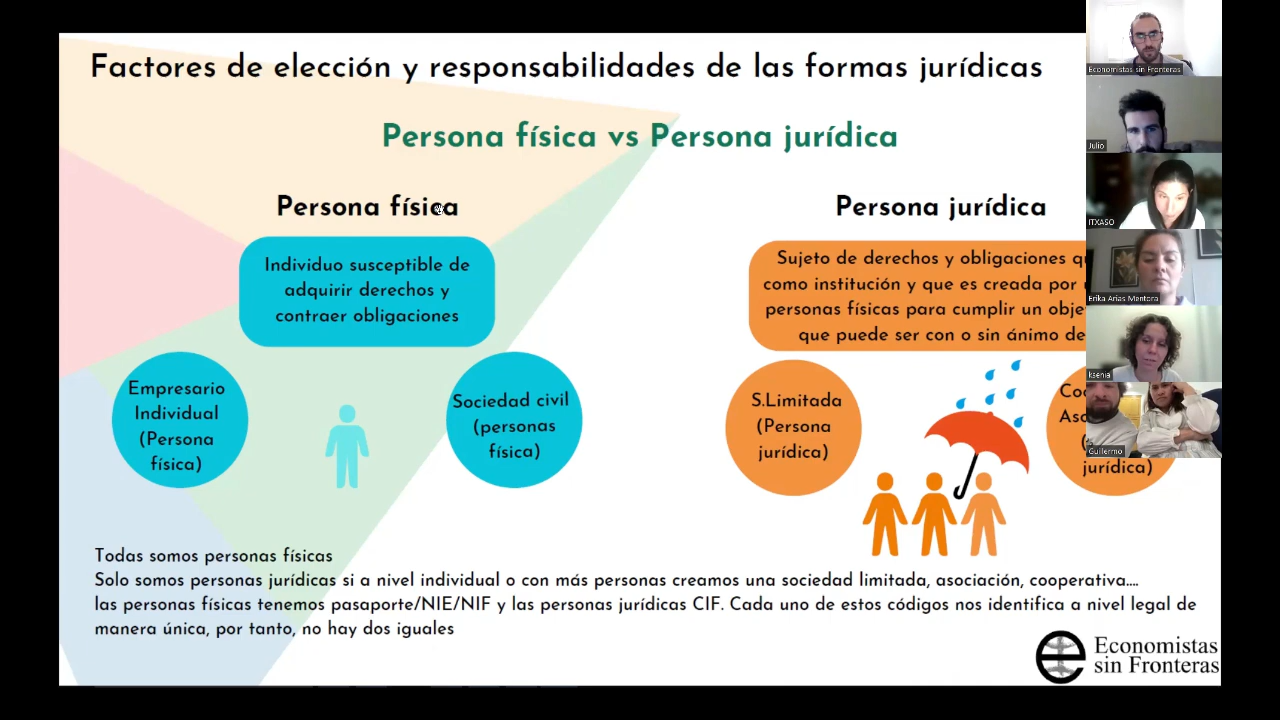 Factores de elección y responsabilidades de las formas jurídicas
Persona física vs Persona jurídica
Persona física
Individuo susceptible de
adquirir derechos y
contraer obligaciones
Empresario
Individual
(Persona
física)
Sociedad civil
(personas
física)
Persona jurídica
Sujeto de derechos y obligaciones
como institución y que es creada por
personas físicas para cumplir un
que puede ser con o sin ánimo de
S.Limitada
(Persona
jurídica)
jurídica)
Todas somos personas físicas
Solo somos personas jurídicas si a nivel individual o con más personas creamos una sociedad limitada, asociación, cooperativa....
las personas físicas tenemos pasaporte/NIE/NIF y las personas jurídicas CIF. Cada uno de estos códigos nos identifica a nivel legal de
manera única, por tanto, no hay dos iguales
Economistas
sin Fronteras
Economistas sin Fronteras
Julio
ITXASO
Erika Arias Mentora
ksenia
Guillermo